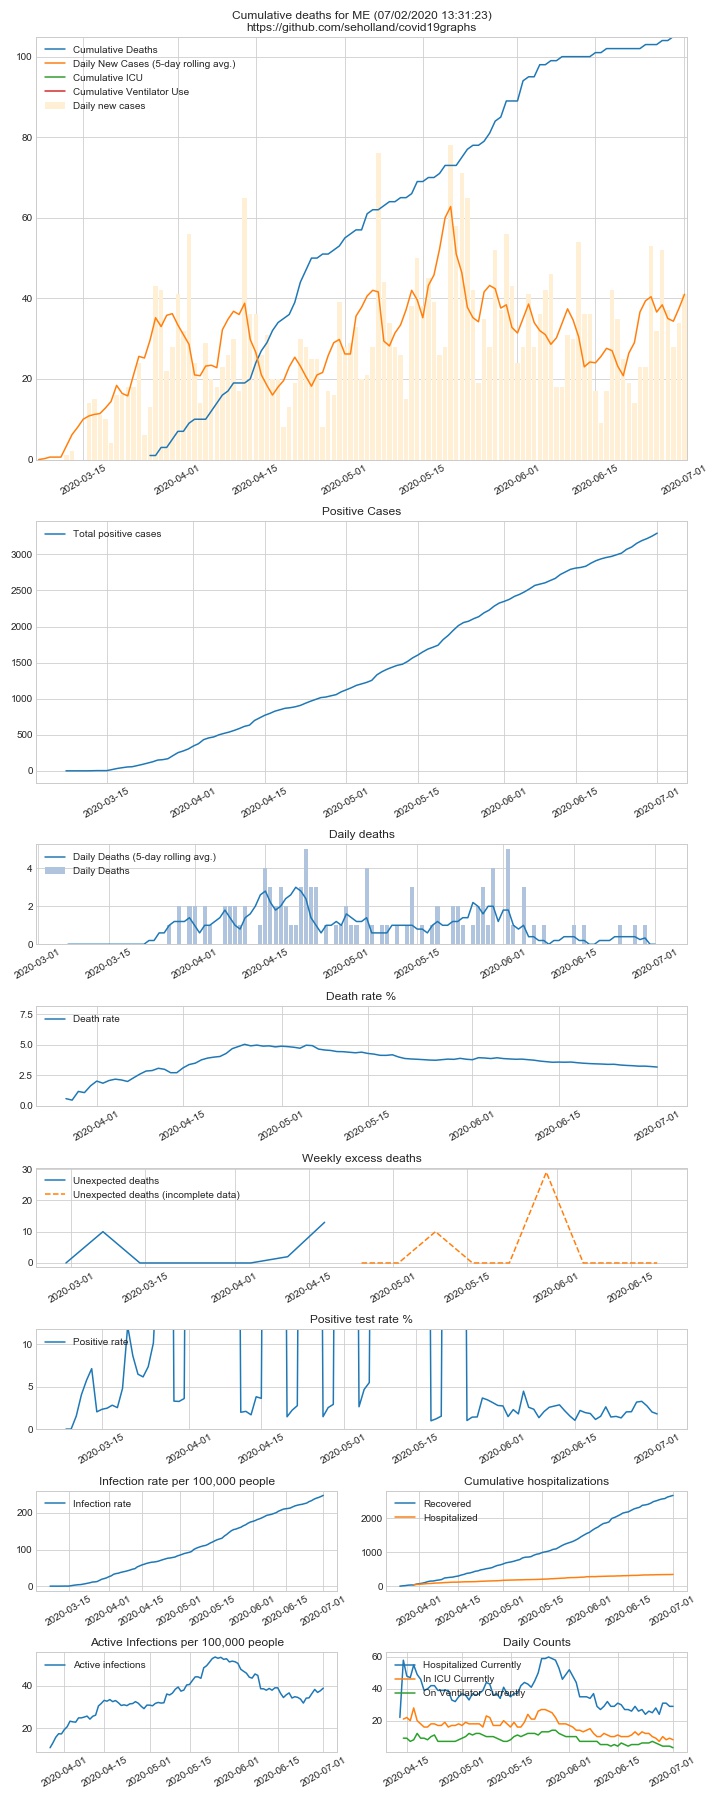 Cumulative deaths for ME (07/02/2020 13:31:23)
https://github.com/seholland/covid19graphs
Cumulative Deaths
Daily New Cases (5-day rolling avg.)
Cumulative ICU
Cumulative Ventilator Use
Daily new cases
100
80
60
40
20
0
2020-03-15 2020-04-01 2020-04-15 2020-05-01 2020-05-15 2020-06-01 2020-06-15 2020-07-01
Positive Cases
Total positive cases
3000
2500
2000
1500
1000
500
0
2020-03-15 2020-04-01 2020-04-15 2020-05-01 2020-05-15 2020-06-01 2020-06-15 2020-07-01
Daily deaths
Daily Deaths (5-day rolling avg.)
Daily Deaths
4
2
0
2020-03-01 2020-03-15 2020-04-01 2020-04-15 2020-05-01 2020-05-15 2020-06-01 2020-06-15 2020-07-01
Death rate %
Death rate
7.5
5.0
2.5
0.0
2020-04-01 2020-04-15 2020-05-01 2020-05-15 2020-06-01 2020-06-15 2020-07-01
Weekly excess deaths
Unexpected deaths
Unexpected deaths (incomplete data)
30
20
10
0
2020-03-01 2020-03-15 2020-04-01 2020-04-15 2020-05-01 2020-05-15 2020-06-01 2020-06-15
Positive test rate %
Positive rate
10
5
0
2020-03-15 2020-04-01 2020-04-15 2020-05-01 2020-05-15 2020-06-01 2020-06-15 2020-07-01
Infection rate per 100,000 people
Infection rate
200
100
0
2020-03-15 2020-04-01 2020-04-15 2020-05-01 2020-05-15 2020-06-01 2020-06-15 2020-07-01
Cumulative hospitalizations
Recovered
Hospitalized
2000
1000
0
2020-04-01 2020-04-15 2020-05-01 2020-05-15 2020-06-01 2020-06-15 2020-07-01
Active Infections per 100,000 people
Active infections
40
20
2020-04-01 2020-04-15 2020-05-01 2020-05-15 2020-06-01 2020-06-15 2020-07-01
Daily Counts
Hospitalized Currently
In ICU Currently
On Ventilator Currently
60
40
20
2020-04-15 2020-05-01 2020-05-15 2020-06-01 2020-06-15 2020-07-01